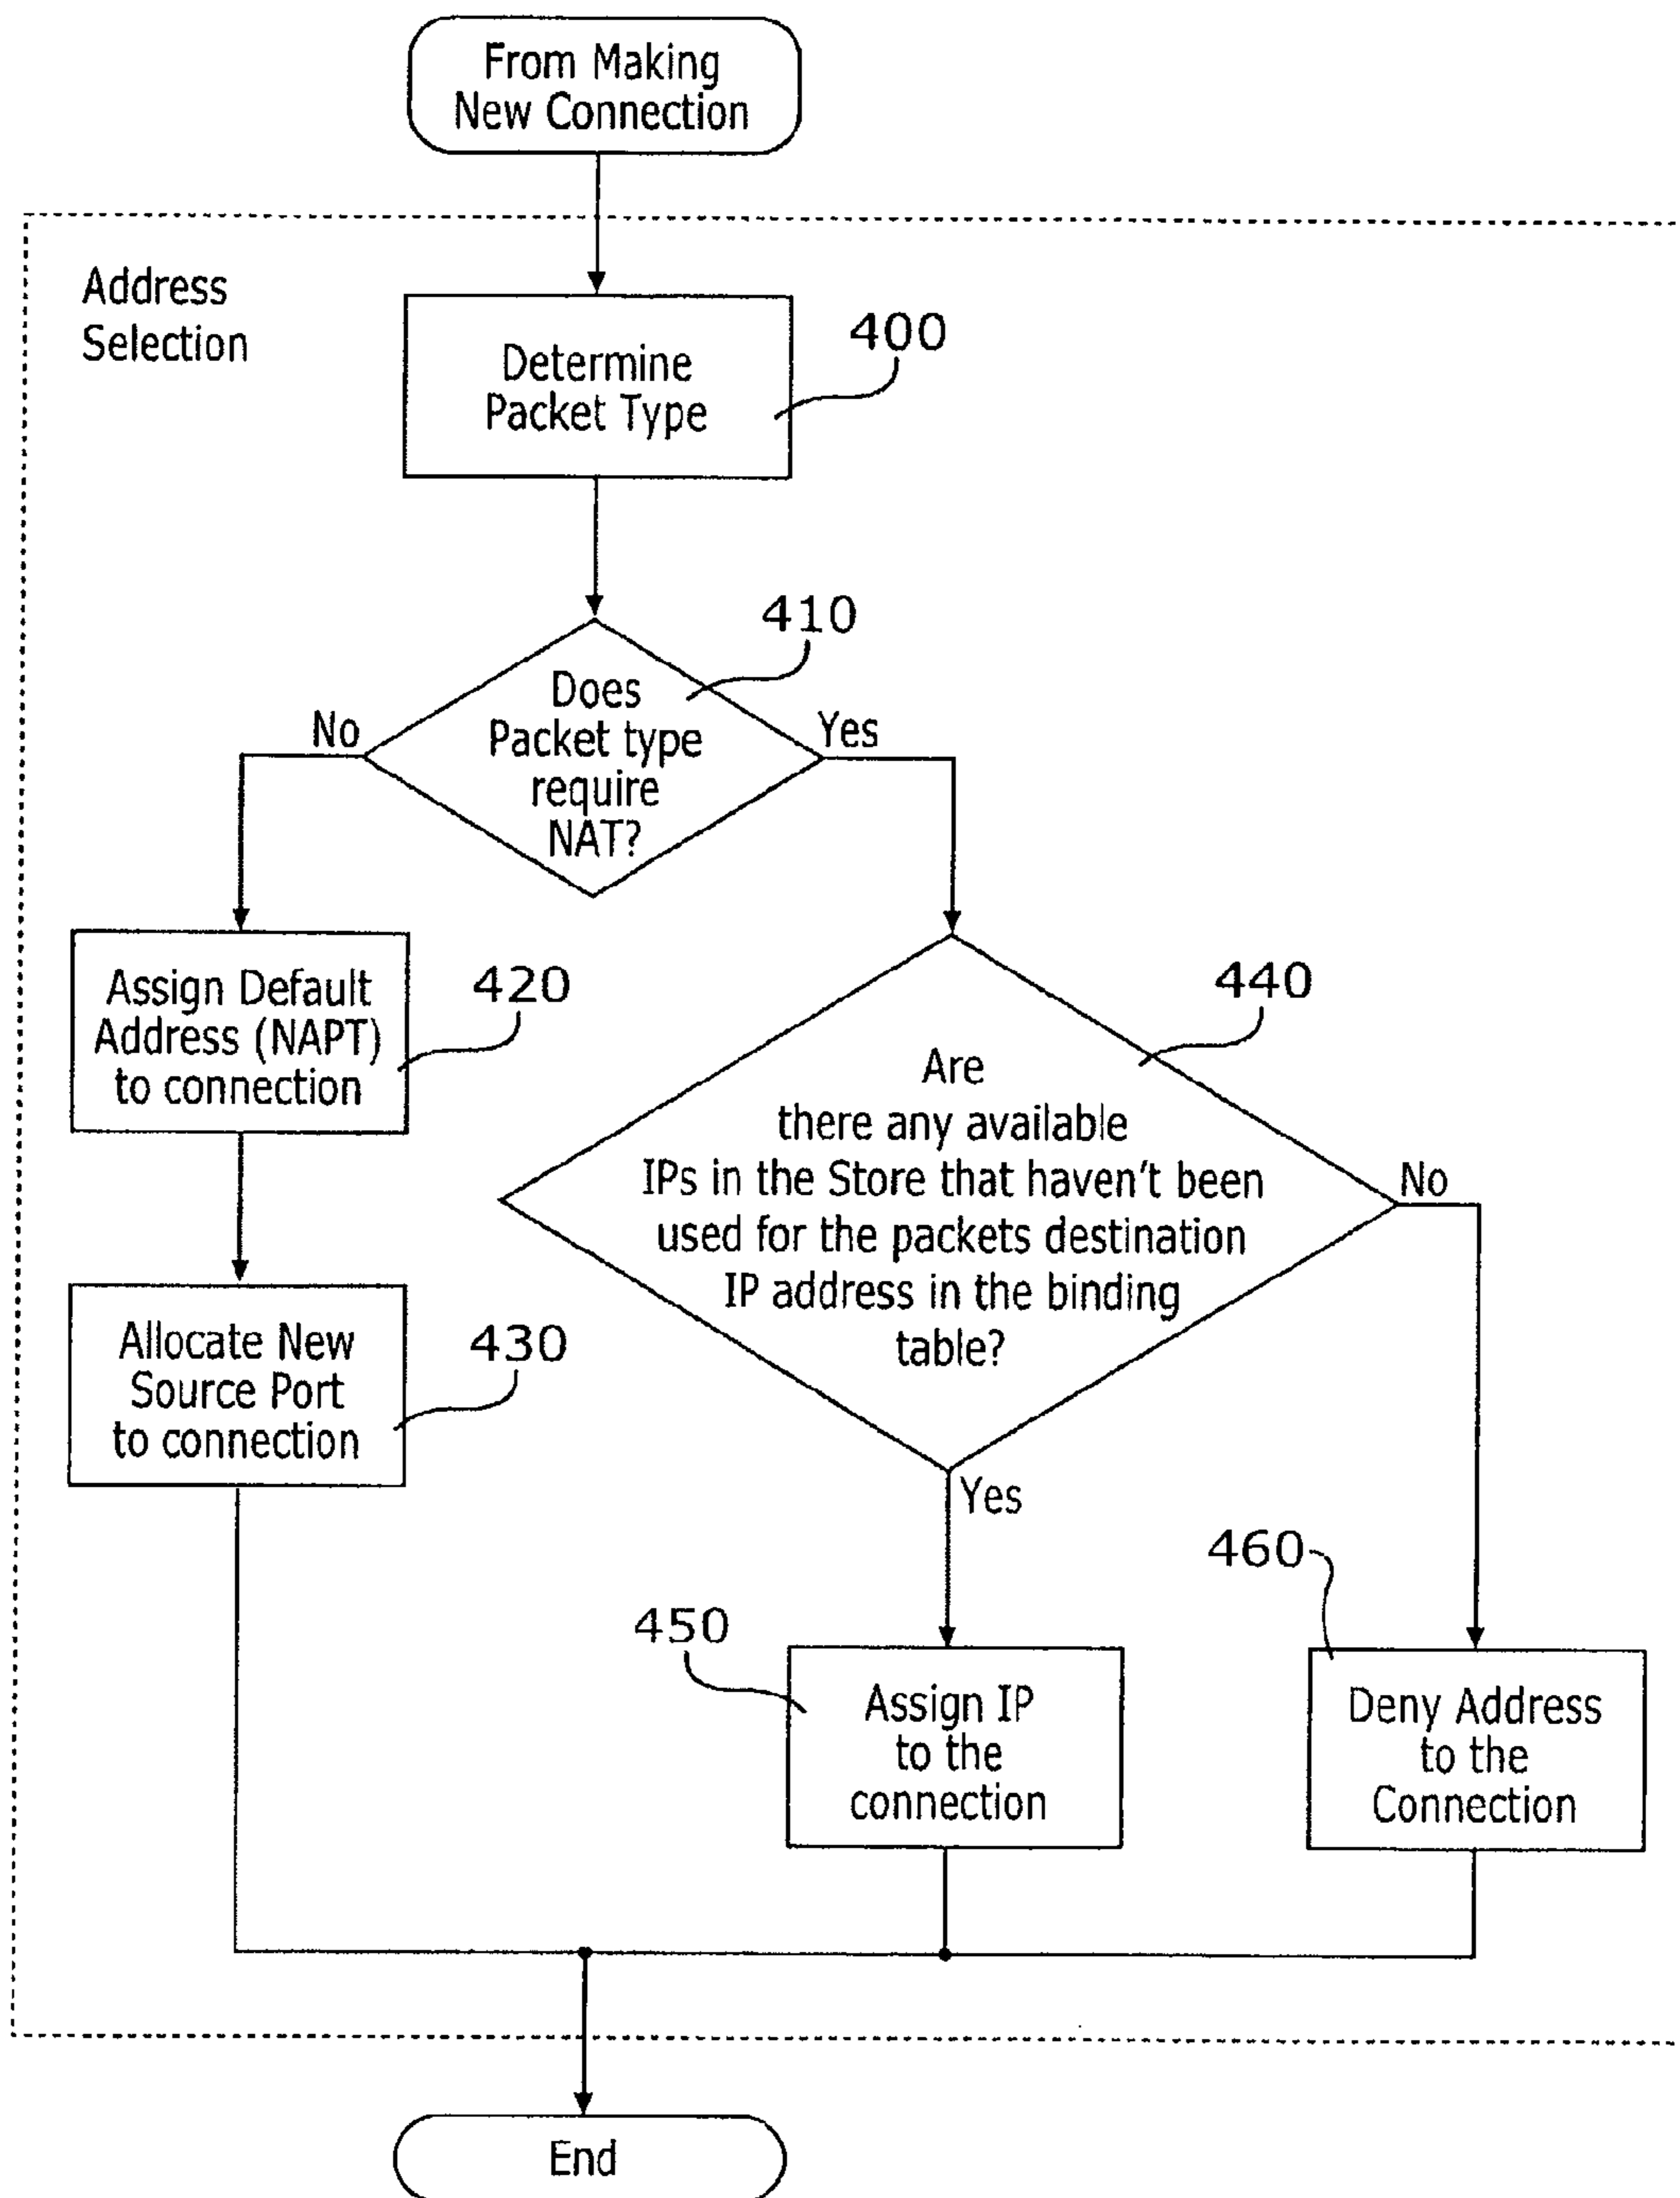 From Making
New Connection
Address
Selection
Determine
Packet Type
400
410
Does
Packet type
require
NAT?
No
Yes
Assign Default
Address (NAPT)
to connection
420
440
Are
there any available
IPs in the Store that haven't been
used for the packets destination
IP address in the binding
table?
No
Yes
Allocate New
Source Port
to connection
430
450
Assign IP
to the
connection
460
Deny Address
to the
Connection
End